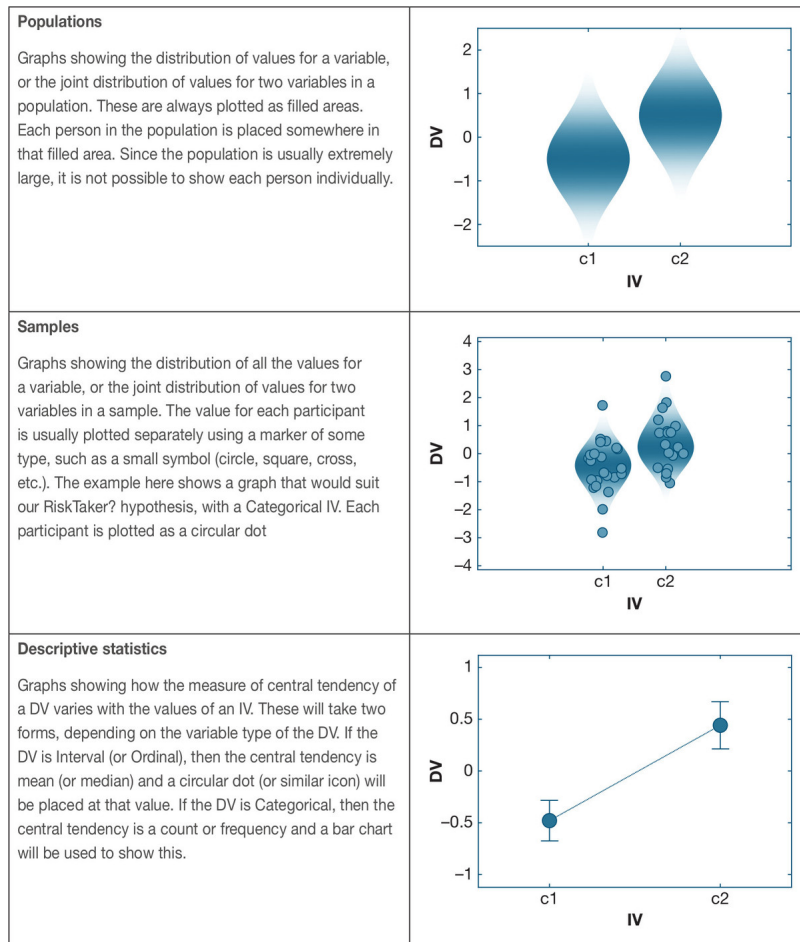 Populations
Graphs showing the distribution of values for a variable,
or the joint distribution of values for two variables in a
population. These are always plotted as filled areas.
Each person in the population is placed somewhere in
that filled area. Since the population is usually extremely
large, it is not possible to show each person individually.
2
1
0
−1
−2
DV
c1
c2
IV
Samples
Graphs showing the distribution of all the values for
a variable, or the joint distribution of values for two
variables in a sample. The value for each participant
is usually plotted separately using a marker of some
type, such as a small symbol (circle, square, cross,
etc.). The example here shows a graph that would suit
our RiskTaker? hypothesis, with a Categorical IV. Each
participant is plotted as a circular dot
4
3
2
1
0
−1
−2
−3
−4
DV
c1
c2
IV
Descriptive statistics
Graphs showing how the measure of central tendency of
a DV varies with the values of an IV. These will take two
forms, depending on the variable type of the DV. If the
DV is Interval (or Ordinal), then the central tendency is
mean (or median) and a circular dot (or similar icon) will
be placed at that value. If the DV is Categorical, then the
central tendency is a count or frequency and a bar chart
will be used to show this.
1
0.5
0
−0.5
−1
DV
c1
c2
IV